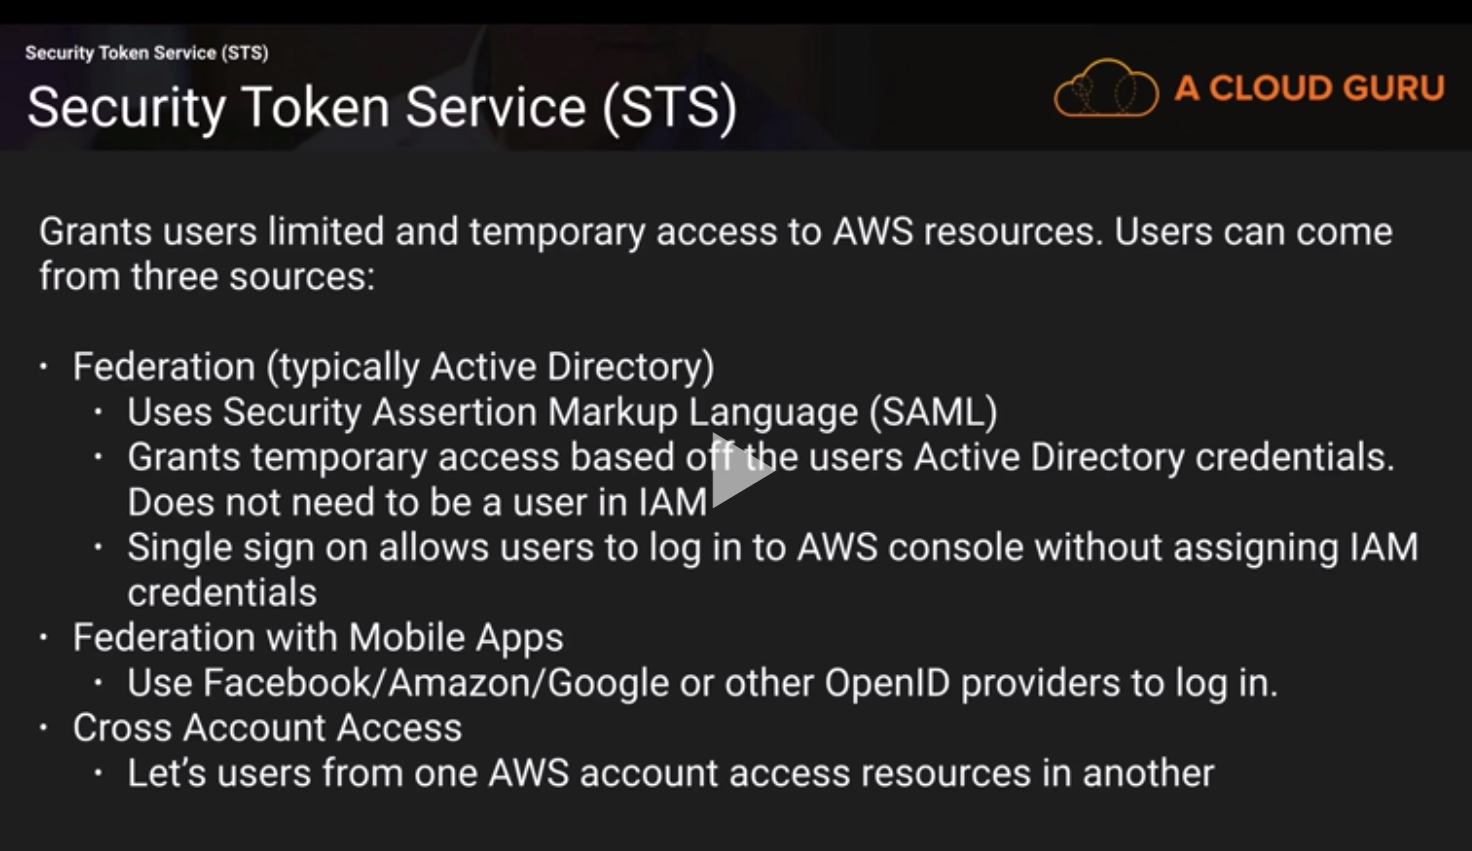 Security Token Service (STS)
Security Token Service (STS)
A CLOUD GURU
Grants users limited and temporary access to AWS resources. Users can come
from three sources:
• Federation (typically Active Directory)
• Uses Security Assertion Markup Language (SAML)
• Grants temporary access based off the users Active Directory credentials.
Does not need to be a user in IAM
• Single sign on allows users to log in to AWS console without assigning IAM
credentials
• Federation with Mobile Apps
• Use Facebook/Amazon/Google or other OpenID providers to log in.
• Cross Account Access
• Let’s users from one AWS account access resources in another